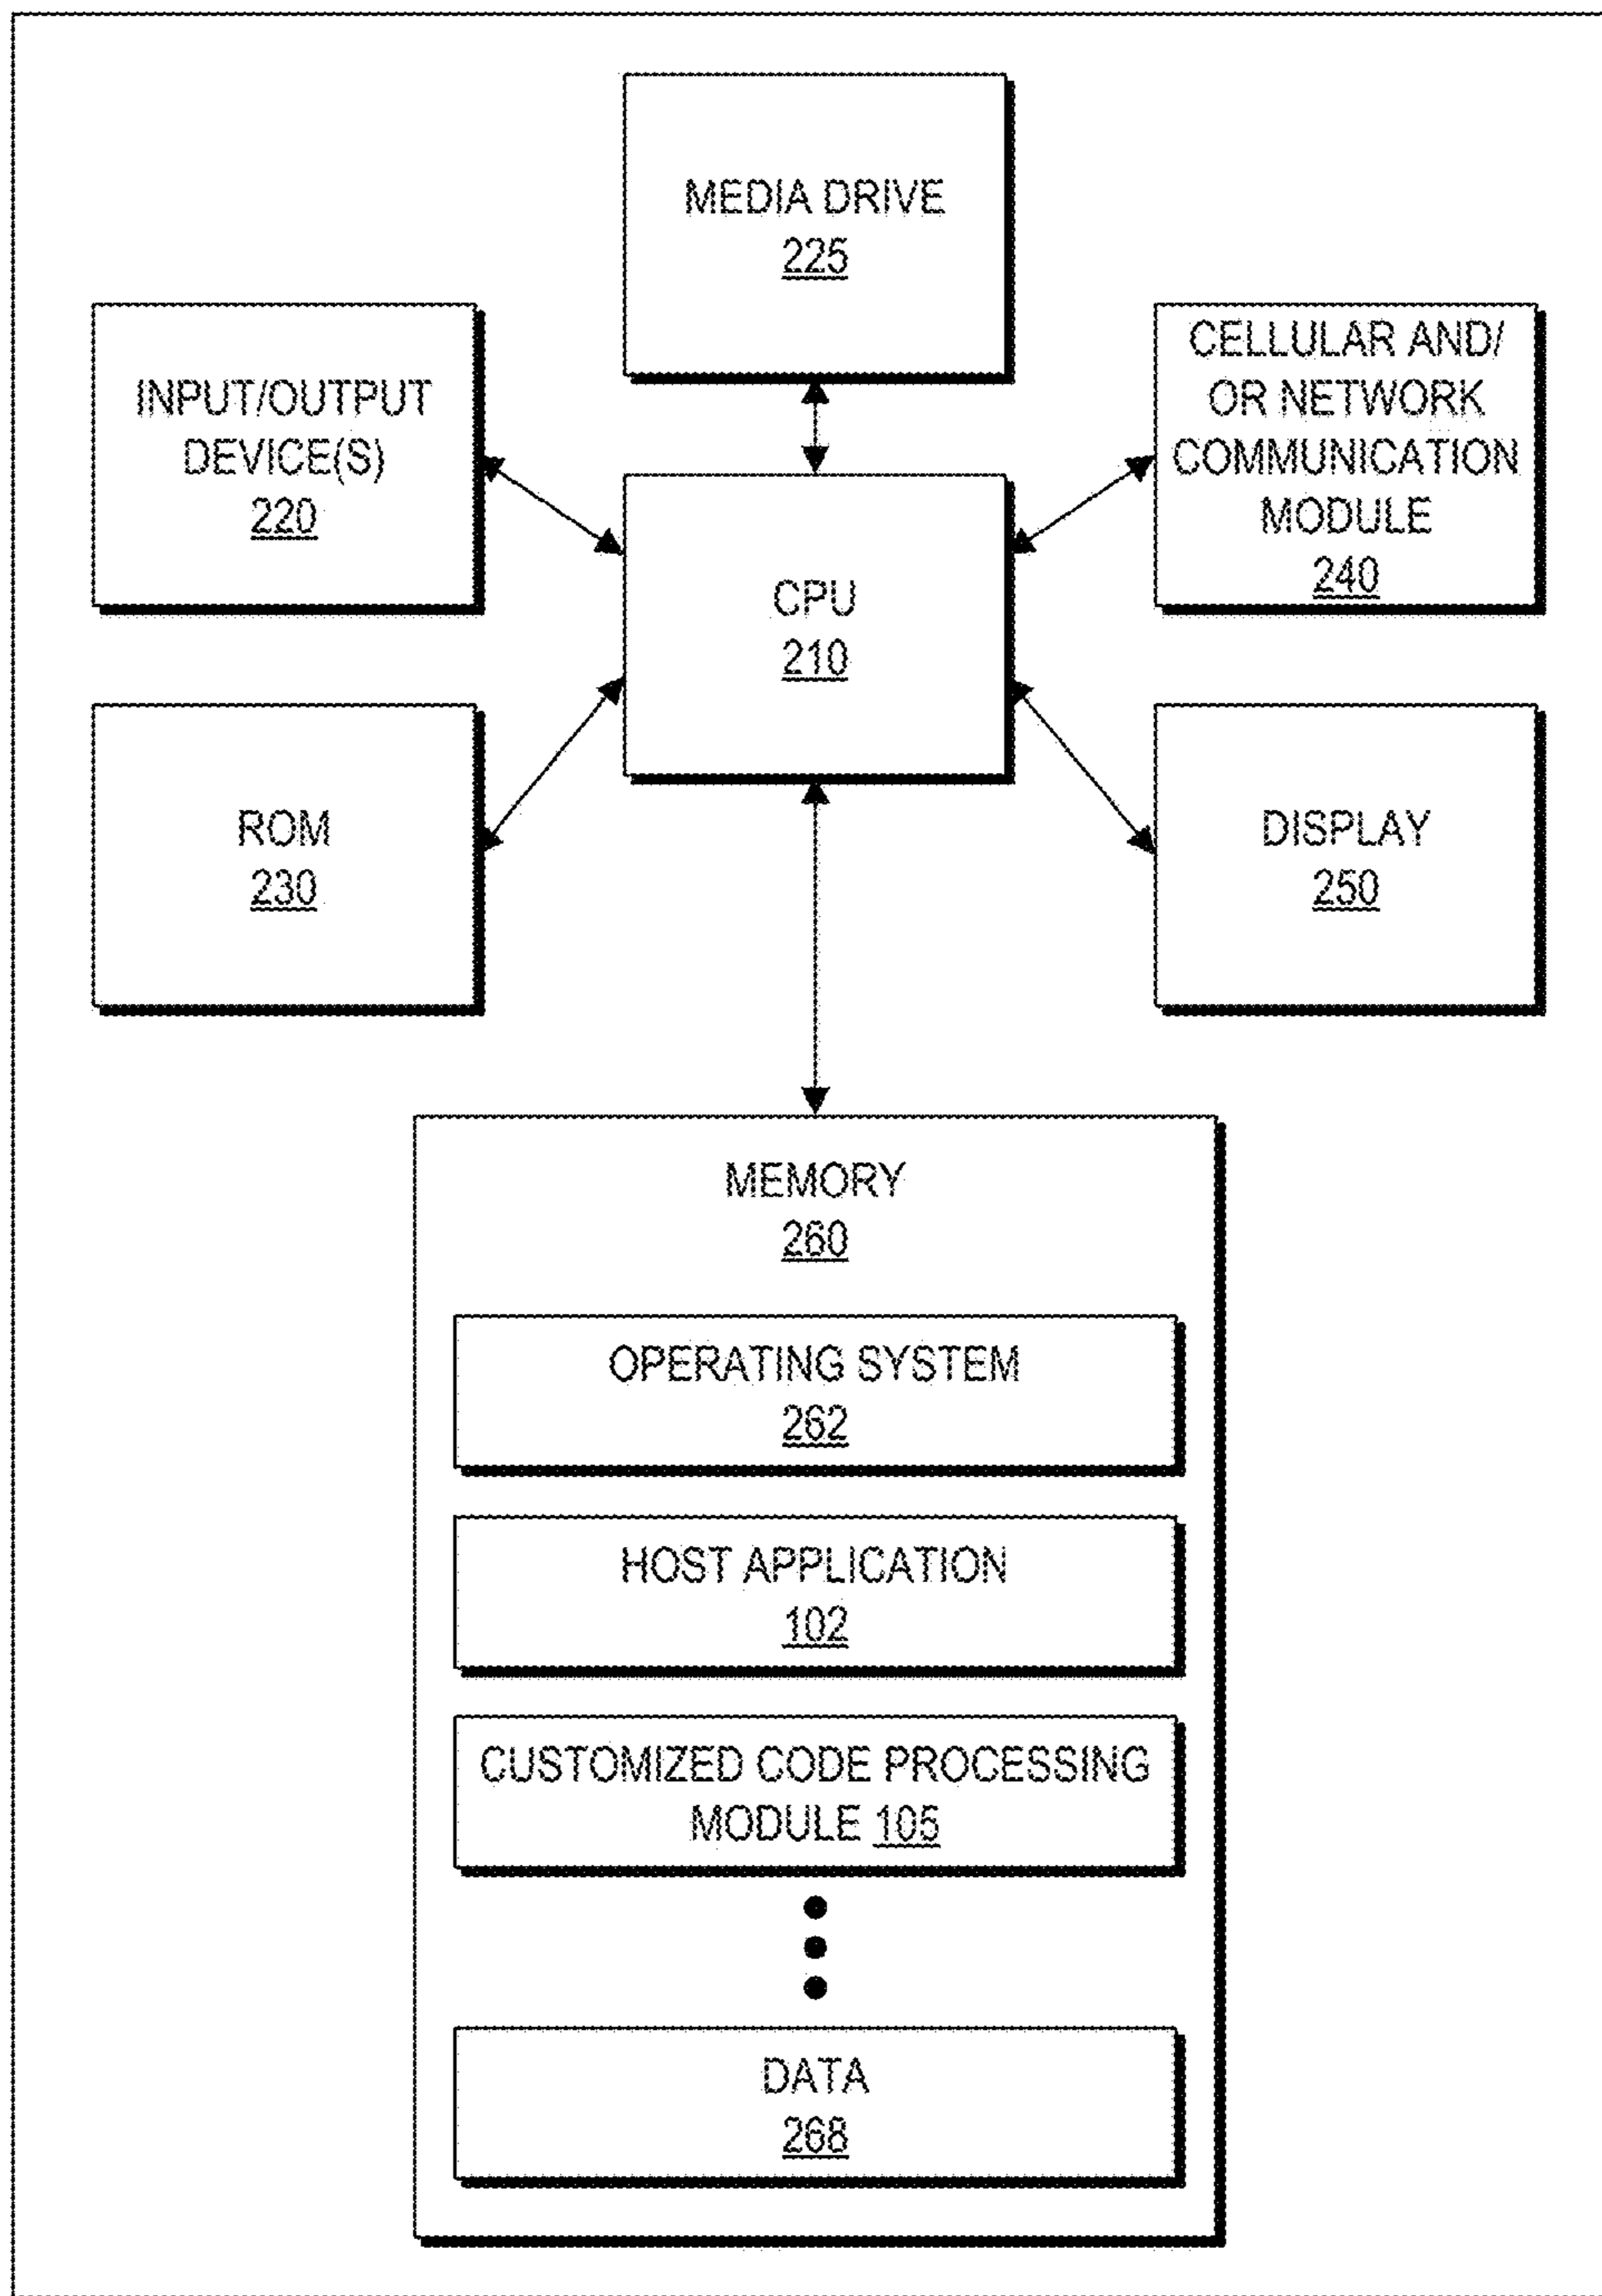 MEDIA DRIVE
225
INPUT/OUTPUT
DEVICE(S)
220
CELLULAR AND/
OR NETWORK
COMMUNICATION
MODULE
240
CPU
210
ROM
230
DISPLAY
250
MEMORY
260
OPERATING SYSTEM
262
HOST APPLICATION
102
CUSTOMIZED CODE PROCESSING
MODULE 105
DATA
268